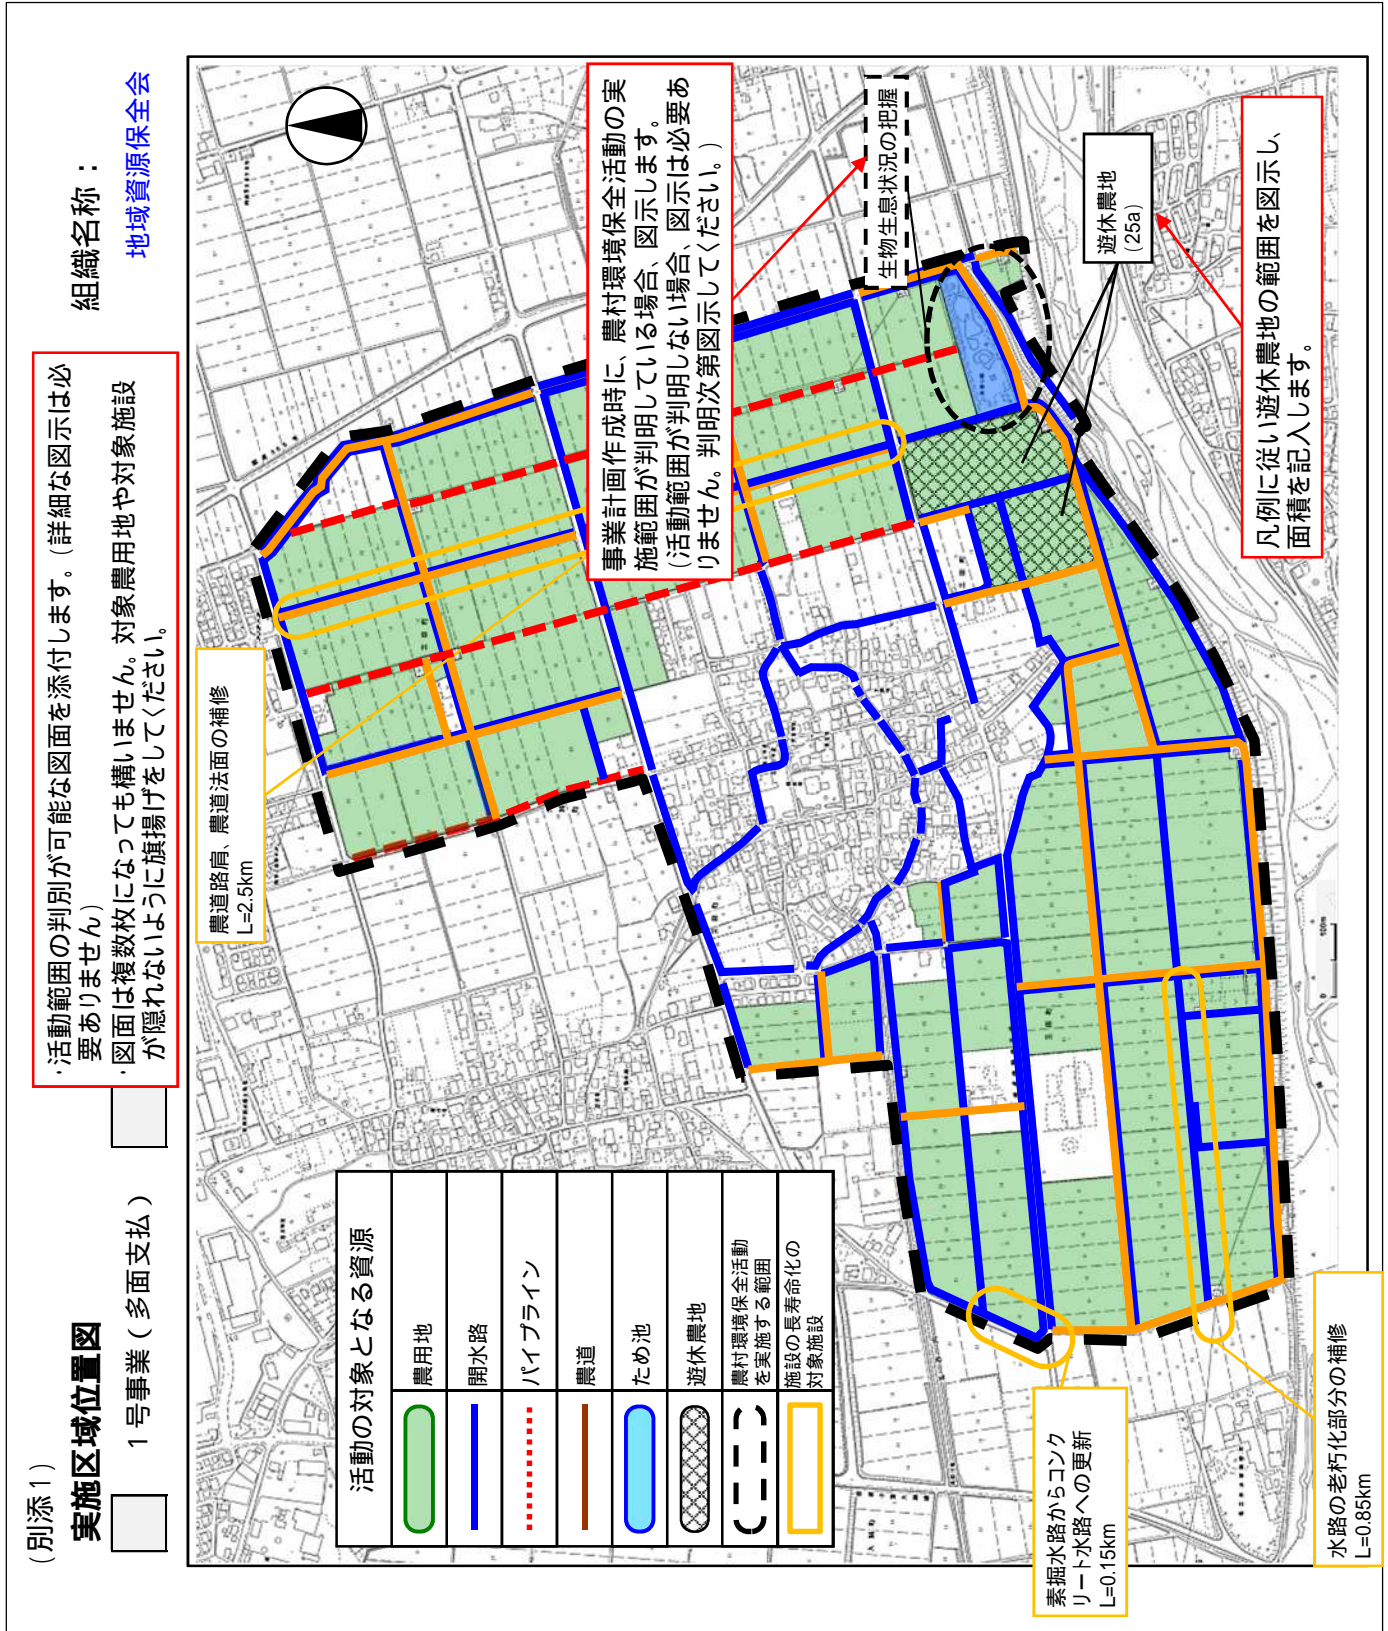 (別添１)
実施区域位置図
１号事業(多面支払)
組織名称：
地域資源保全会
・活動範囲の判別が可能な図面を添付します。(詳細な図示は必
要ありません)
・図面は複数枚になっても構いません。対象農用地や対象施設
が隠れないように旗揚げをしてください。
農道路肩、農道法面の補修
L=2.5km
事業計画作成時に、農村環境保全活動の実
施範囲が判明している場合、図示します。
(活動範囲が判明しない場合、図示は必要あ
りません。判明次第図示してください。)
生物生息状況の把握
遊休農地
(25a)
凡例に従い遊休農地の範囲を図示し、
面積を記入します。
活動の対象となる資源
農用地
開水路
パイプライン
農道
ため池
遊休農地
農村環境保全活動
を実施する範囲
施設の長寿命化の
対象施設
素掘水路からコンク
リート水路への更新
L=0.15km
水路の老朽化部分の補修
L=0.85km